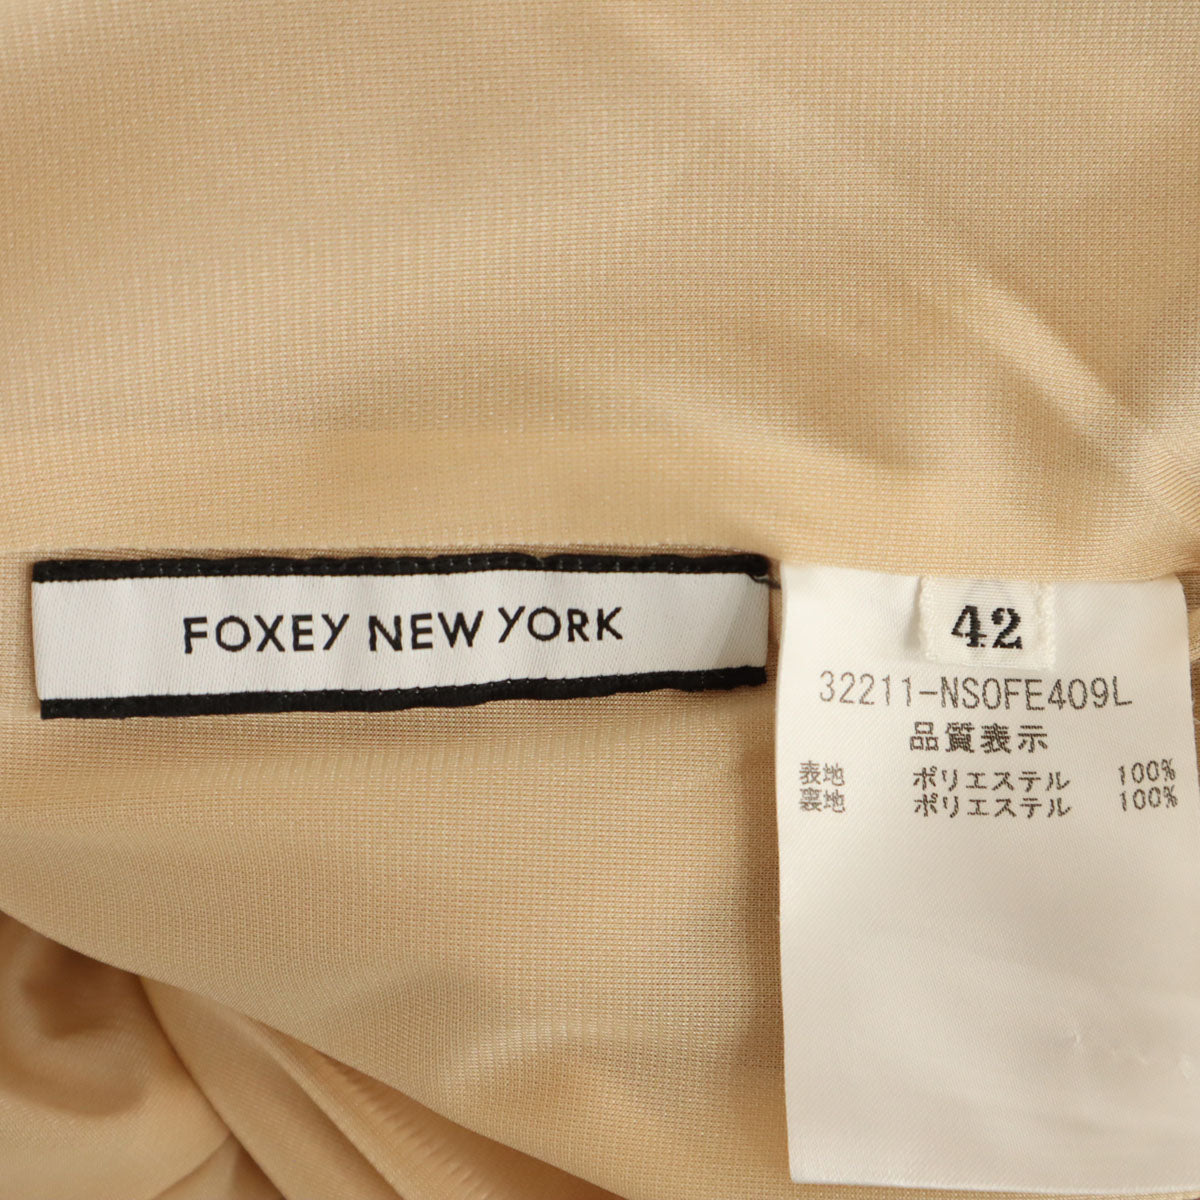 FOXEY NEW YORK
42
32211-NSOFE409L
品質表示
表地 ポリエステル 100%
裏地 ポリエステル 100%